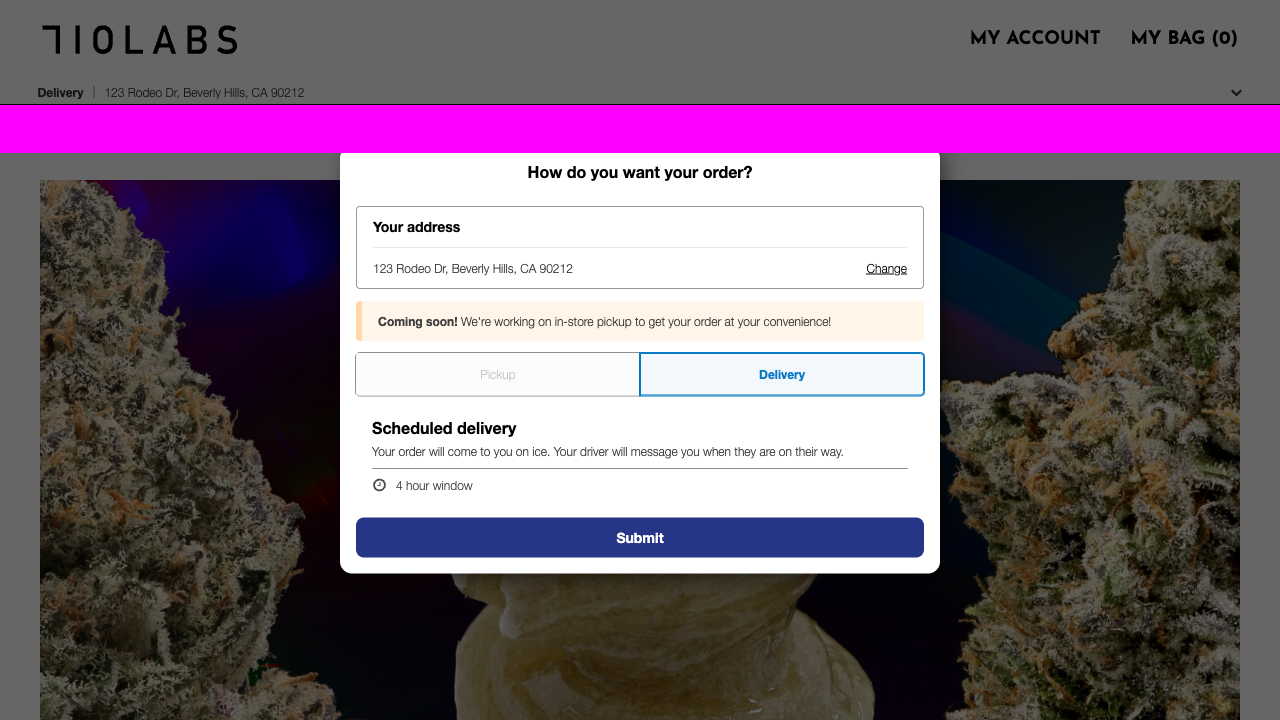 710LABS
MY ACCOUNT
MY BAG (0)
Delivery | 123 Rodeo Dr, Beverly Hills, CA 90212
How do you want your order?
Your address
123 Rodeo Dr, Beverly Hills, CA 90212
Change
Coming soon! We're working on in-store pickup to get your order at your convenience!
Pickup
Delivery
Scheduled delivery
Your order will come to you on ice. Your driver will message you when they are on their way.
4 hour window
Submit